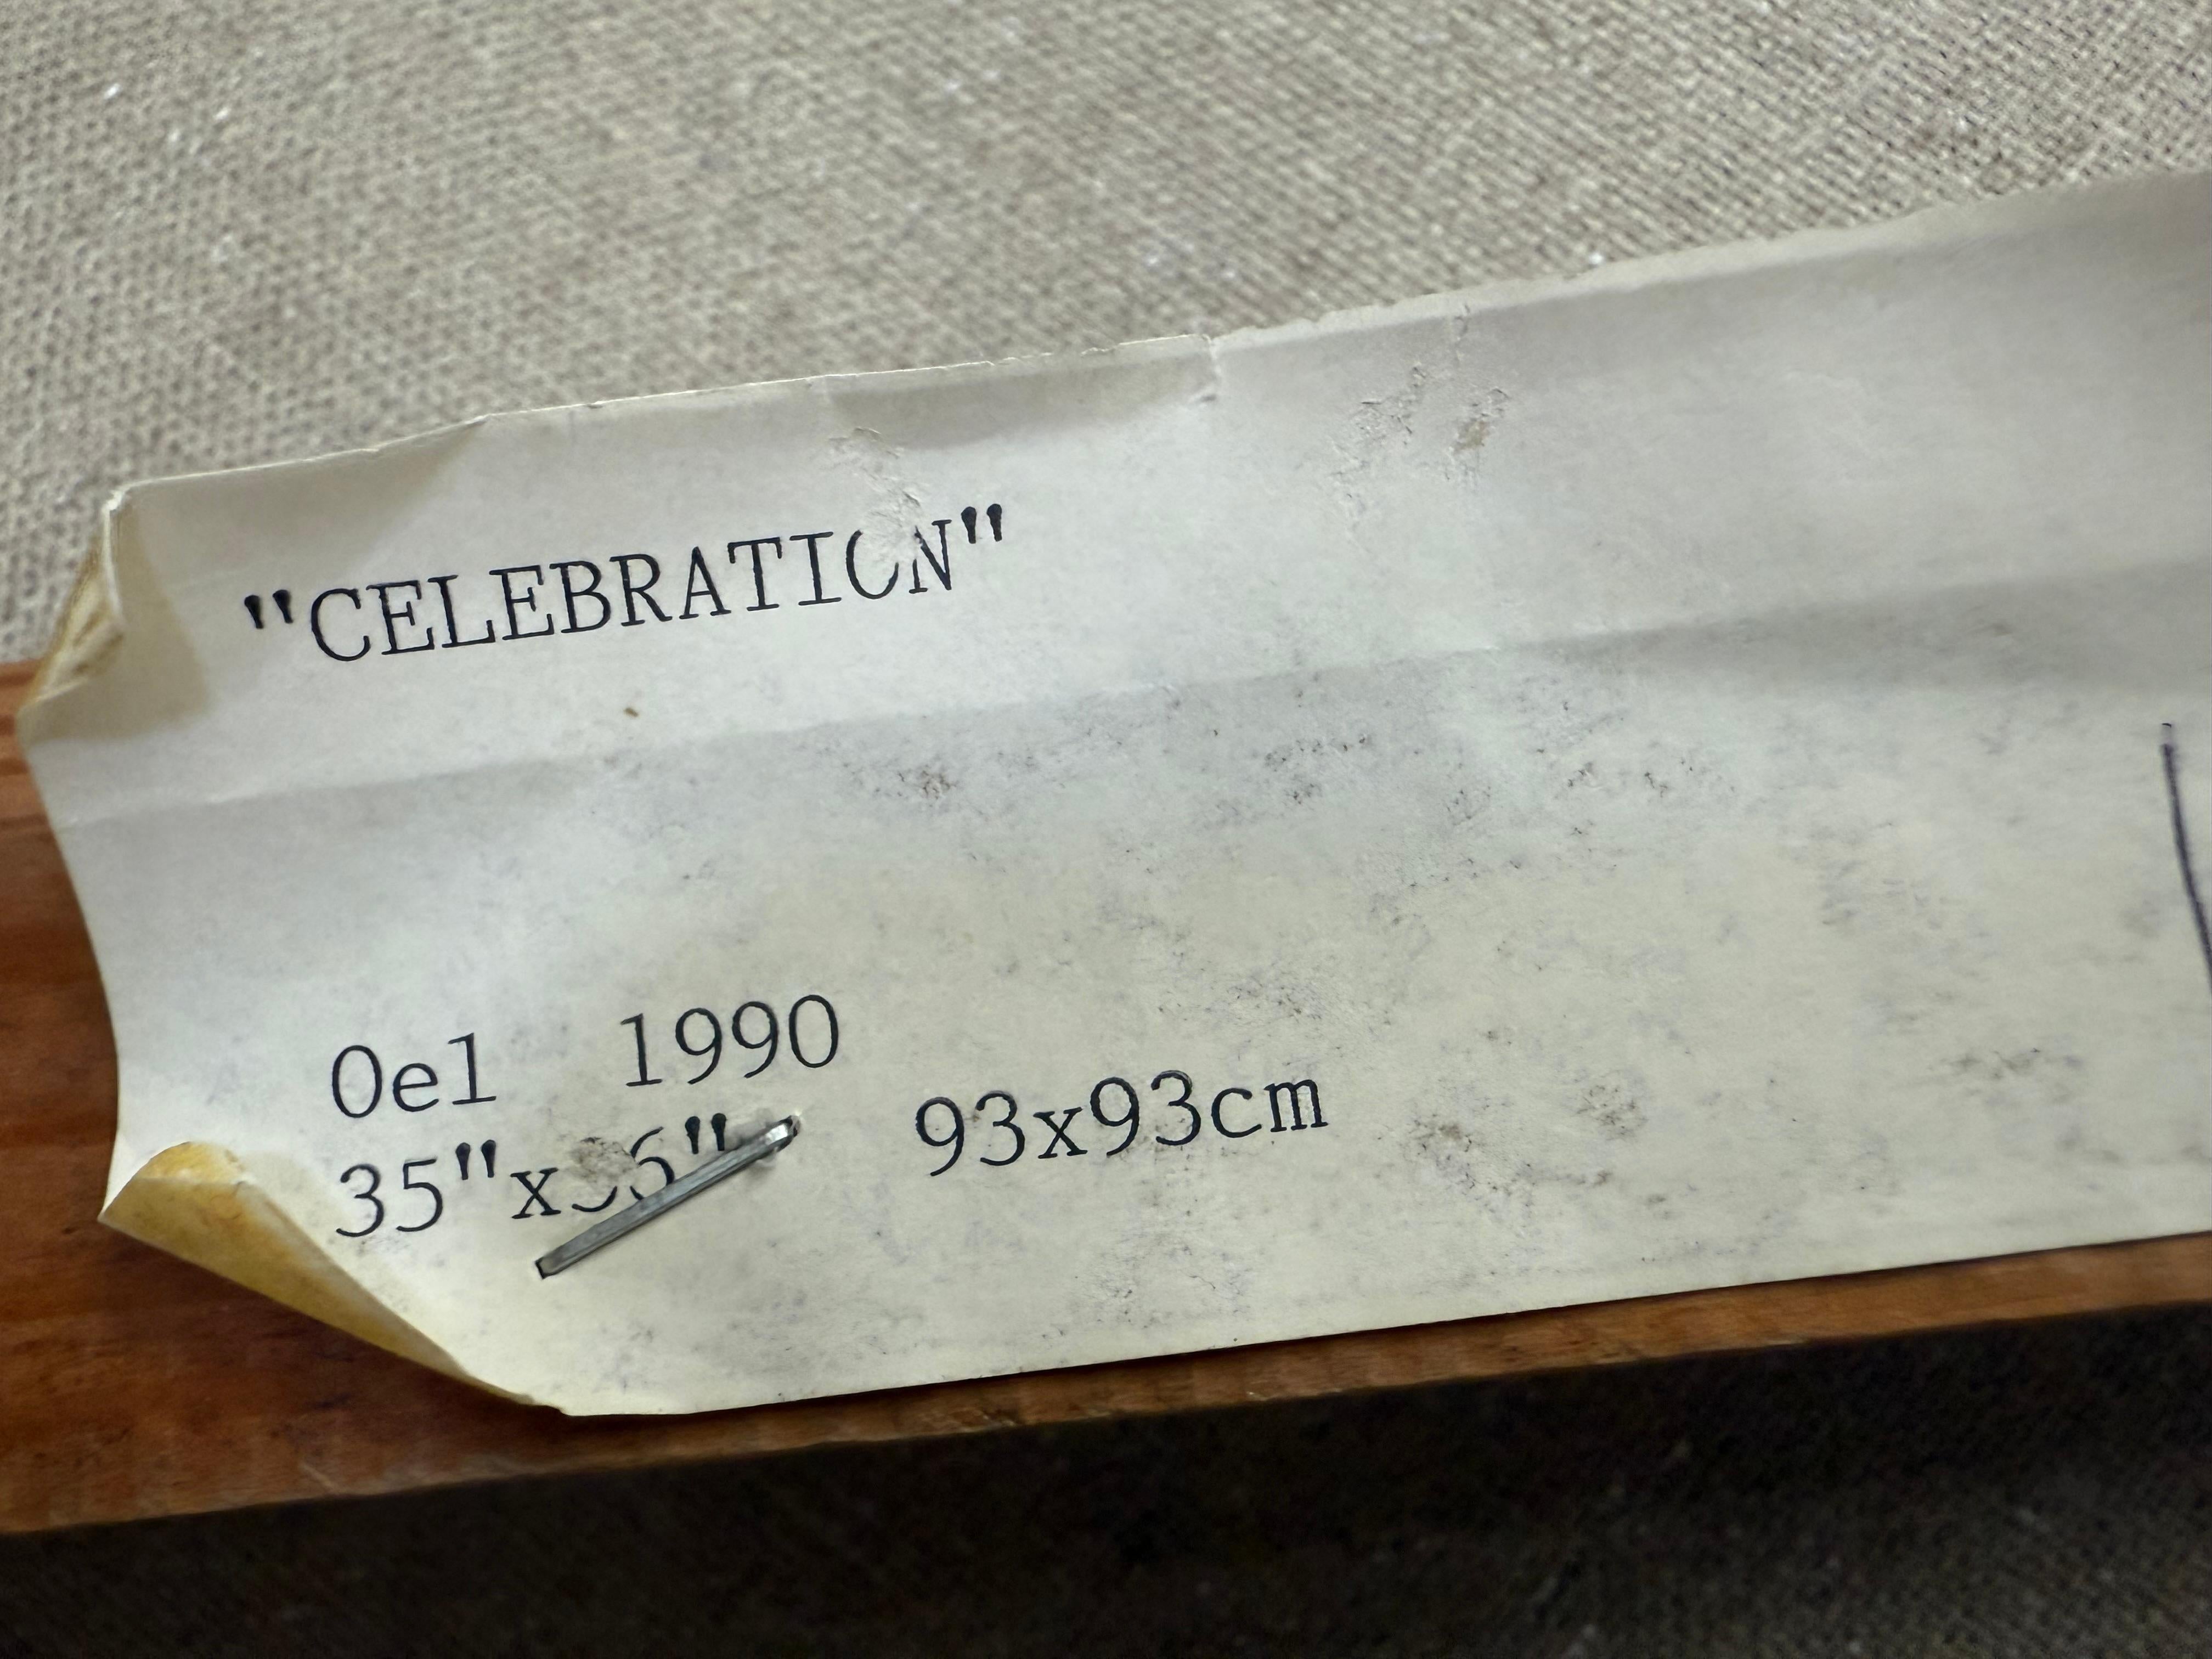 "CELEBRATION"
Oel 1990
35"x 93x93cm